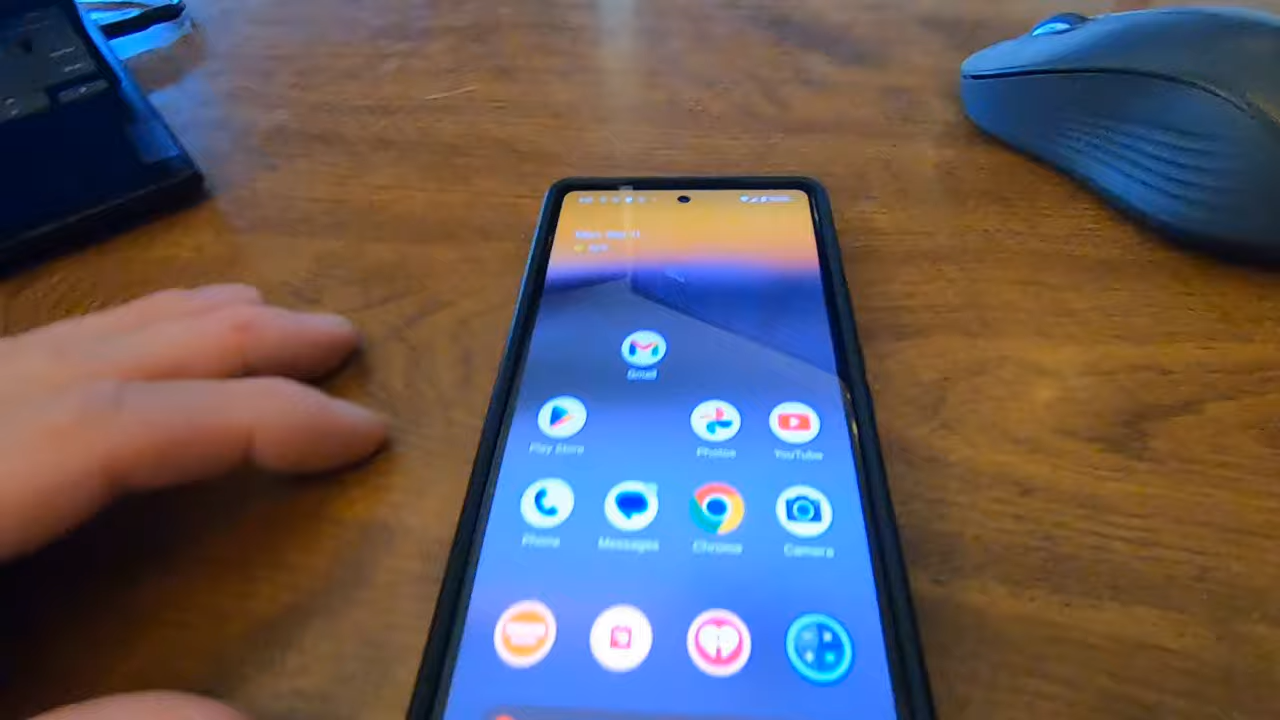 Gmail
Play Store
Photos
YouTube
Phone
Messages
Chrome
Camera